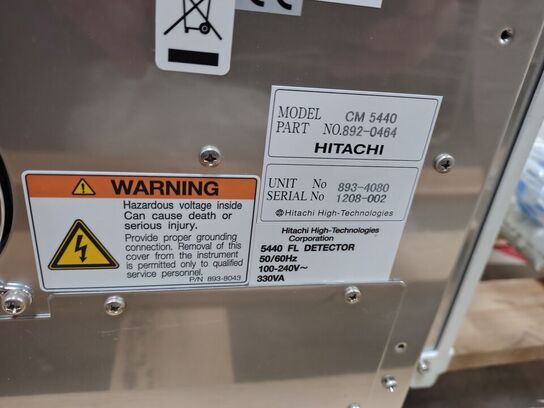 MODEL CM 5440
PART NO.892-0464
HITACHI
UNIT No 893-4080
SERIAL No 1208-002
Hitachi High-Technologies
Hitachi High-Technologies
Corporation
5440 FL DETECTOR
50/60Hz
100-240V~
330VA
WARNING
Hazardous voltage inside
Can cause death or
serious injury.
Provide proper grounding
connection. Removal of this
cover from the instrument
is permitted only to qualified
service personnel.
P/N 893-8043